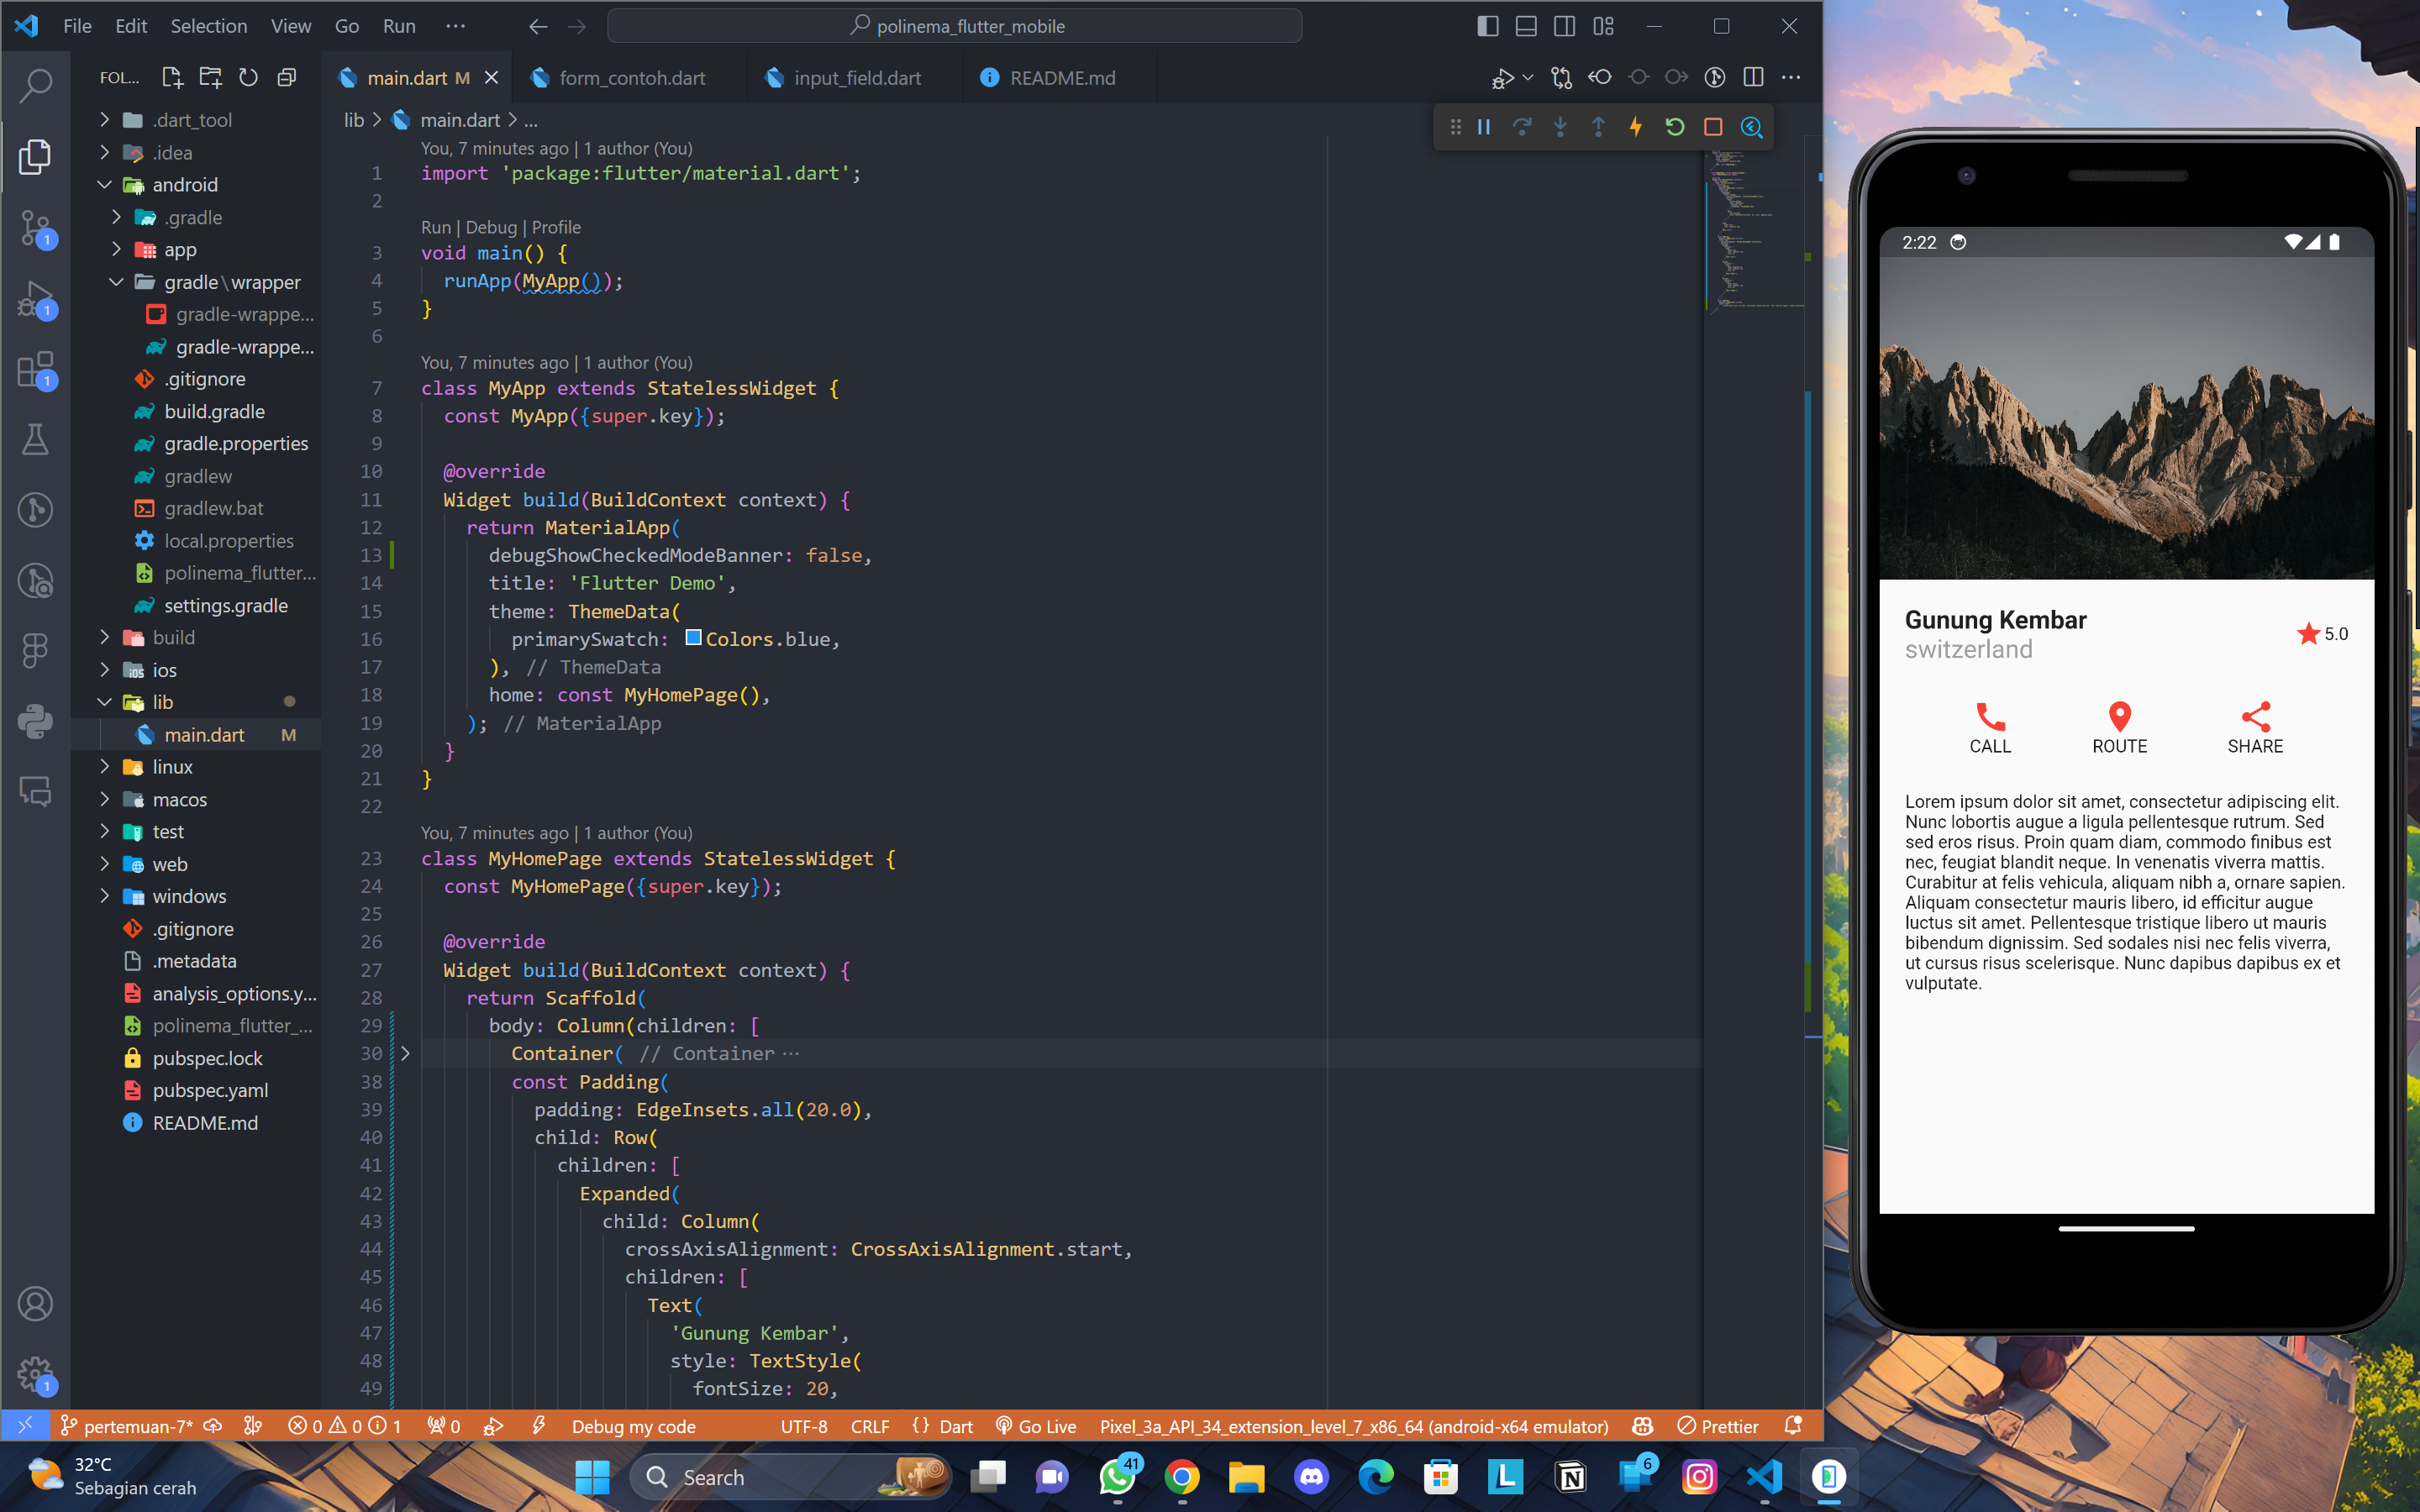 File Edit Selection View Go Run ···
polinema_flutter_mobile
FOL...
main.dart M
form_contoh.dart
input_field.dart
README.md
lib > main.dart > ...
.dart_tool
.idea
android
.gradle
app
gradle\wrapper
gradle-wrappe...
gradle-wrappe...
.gitignore
build.gradle
gradle.properties
gradlew
gradlew.bat
local.properties
polinema_flutter...
settings.gradle
build
ios
lib
main.dart M
linux
macos
test
web
windows
.gitignore
.metadata
analysis_options.y...
polinema_flutter_...
pubspec.lock
pubspec.yaml
README.md
1
1
1
1
You, 7 minutes ago | 1 author (You)
1 import 'package:flutter/material.dart';
2
Run | Debug | Profile
3 void main() {
4 runApp(MyApp());
5 }
6
You, 7 minutes ago | 1 author (You)
7 class MyApp extends StatelessWidget {
8 const MyApp({super.key});
9
10 @override
11 Widget build(BuildContext context) {
12 return MaterialApp(
13 debugShowCheckedModeBanner: false,
14 title: 'Flutter Demo',
15 theme: ThemeData(
16 primarySwatch: Colors.blue,
17 ), // ThemeData
18 home: const MyHomePage(),
19 ); // MaterialApp
20 }
21 }
22
You, 7 minutes ago | 1 author (You)
23 class MyHomePage extends StatelessWidget {
24 const MyHomePage({super.key});
25
26 @override
27 Widget build(BuildContext context) {
28 return Scaffold(
29 body: Column(children: [
30 Container( // Container ···
38 const Padding(
39 padding: EdgeInsets.all(20.0),
40 child: Row(
41 children: [
42 Expanded(
43 child: Column(
44 crossAxisAlignment: CrossAxisAlignment.start,
45 children: [
46 Text(
47 'Gunung Kembar',
48 style: TextStyle(
49 fontSize: 20,
pertemuan-7* 0 0 1 0 Debug my code UTF-8 CRLF {} Dart Go Live Pixel_3a_API_34_extension_level_7_x86_64 (android-x64 emulator) Prettier
2:22
Gunung Kembar
switzerland
5.0
CALL ROUTE SHARE
Lorem ipsum dolor sit amet, consectetur adipiscing elit.
Nunc lobortis augue a ligula pellentesque rutrum. Sed
sed eros risus. Proin quam diam, commodo finibus est
nec, feugiat blandit neque. In venenatis viverra mattis.
Curabitur at felis vehicula, aliquam nibh a, ornare sapien.
Aliquam consectetur mauris libero, id efficitur augue
luctus sit amet. Pellentesque tristique libero ut mauris
bibendum dignissim. Sed sodales nisi nec felis viverra,
ut cursus risus scelerisque. Nunc dapibus dapibus ex et
vulputate.
32°C
Sebagian cerah
Search
41
L
N
6